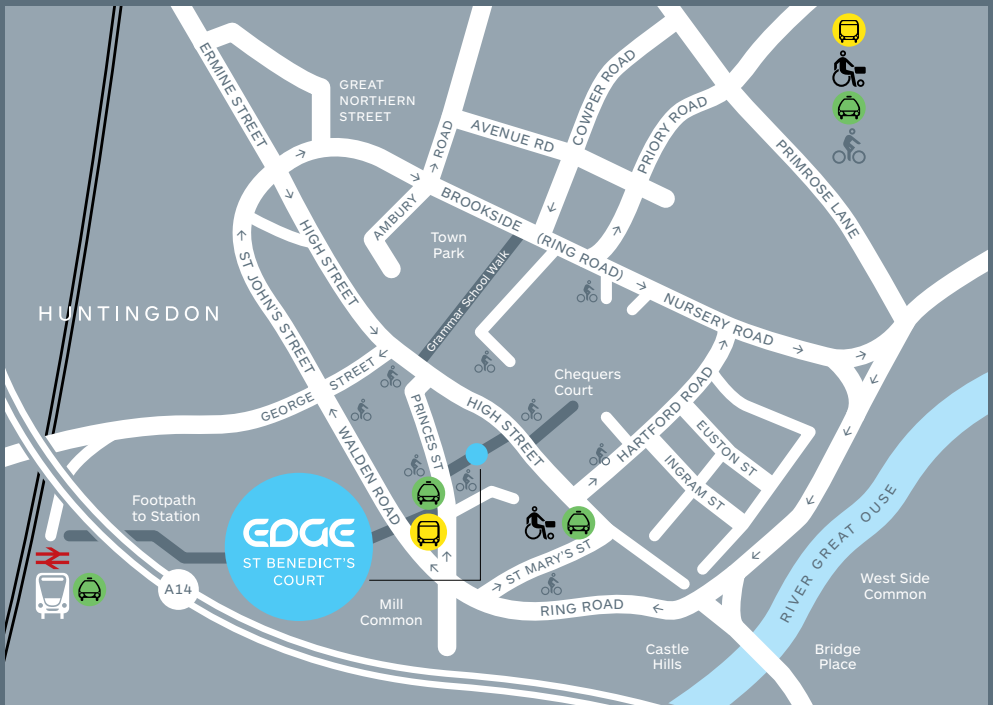 ERMINE STREET
GREAT
NORTHERN
STREET
COWPER ROAD
ROAD
AVENUE RD
PRIORY ROAD
PRIMROSE LANE
AMBURY
BROOKSIDE
(RING ROAD)
Town
Park
HIGH STREET
ST JOHN'S STREET
Grammar School Walk
HUNTINGDON
NURSERY ROAD
GEORGE STREET
Chequers
Court
PRINCES ST
HIGH STREET
HARTFORD ROAD
EUSTON ST
INGRAM ST
WALDEN ROAD
Footpath
to Station
EDGE
ST BENEDICT'S
COURT
A14
ST MARY'S ST
RING ROAD
Mill
Common
RIVER GREAT OUSE
West Side
Common
Castle
Hills
Bridge
Place